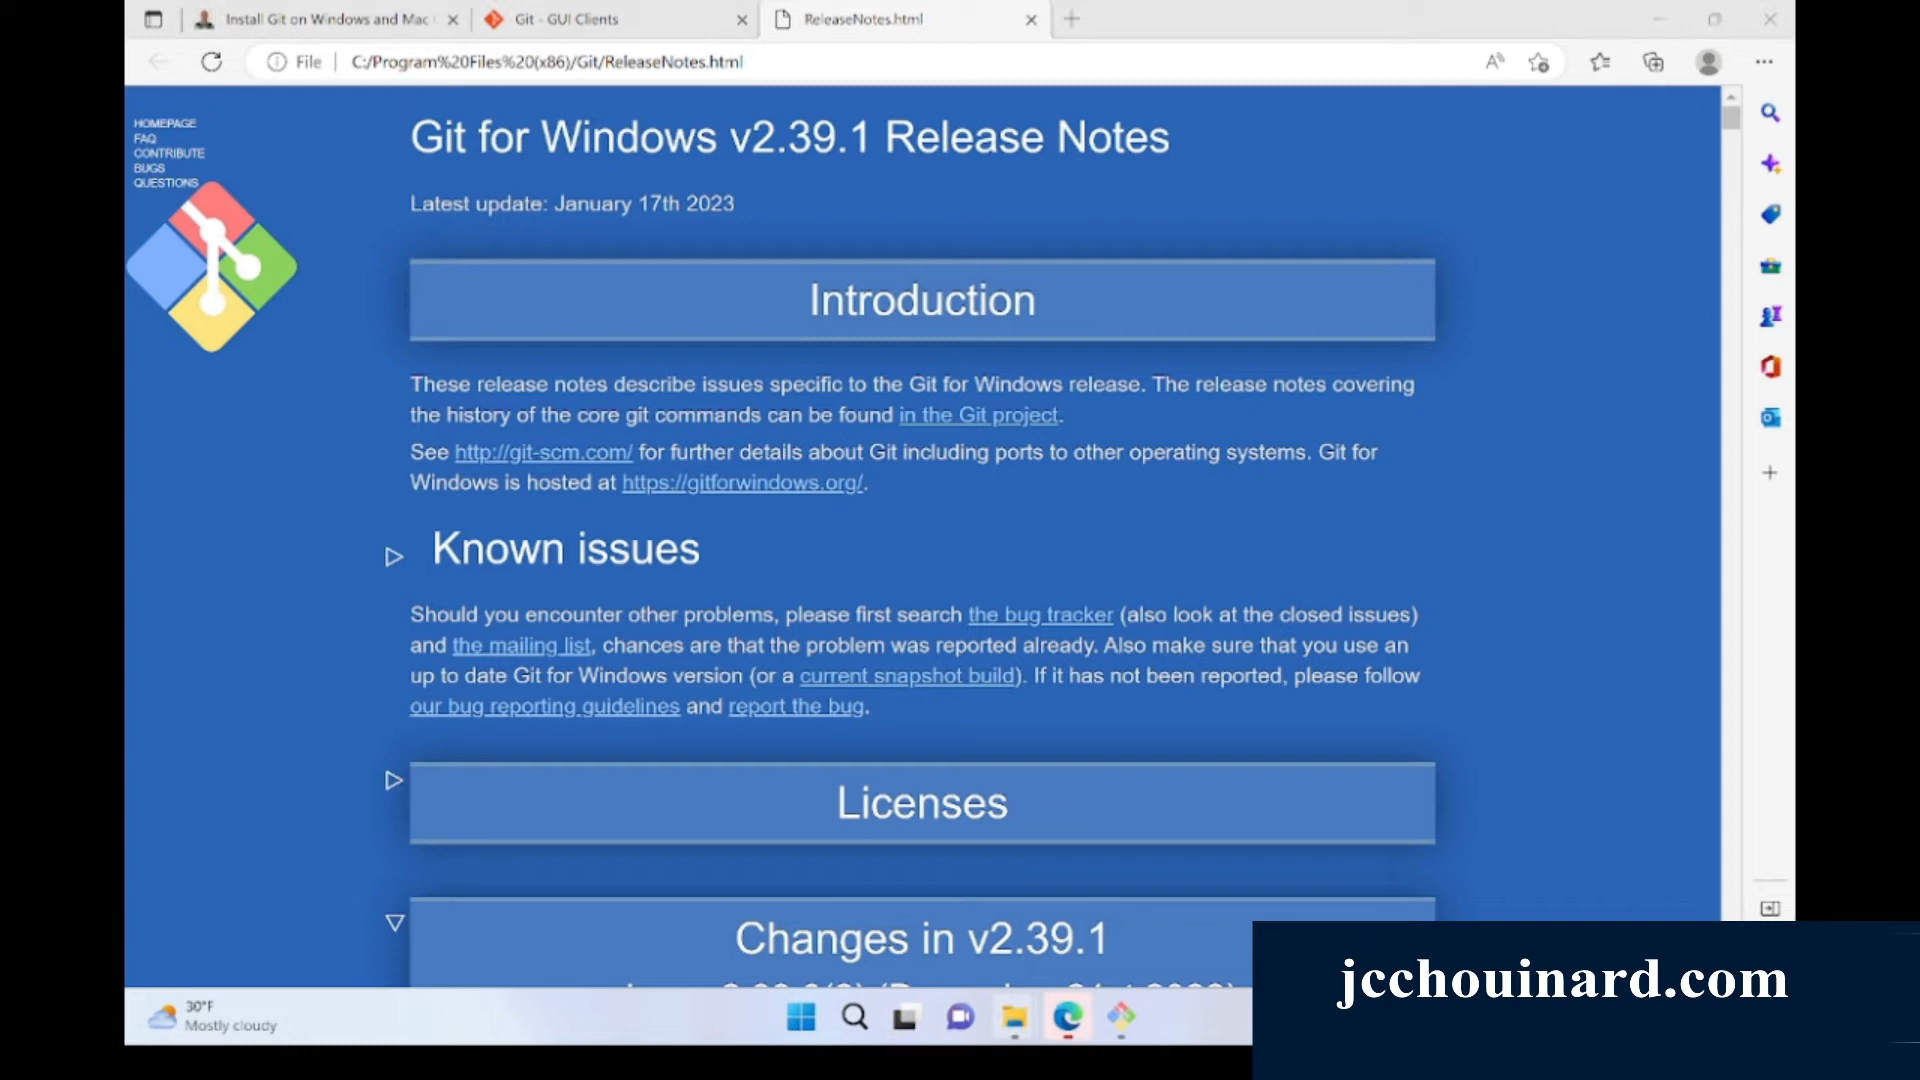 Install Git on Windows and Mac
Git - GUI Clients
ReleaseNotes.html
File
C:/Program%20Files%20(x86)/Git/ReleaseNotes.html
HOMEPAGE
FAQ
CONTRIBUTE
BUGS
QUESTIONS
Git for Windows v2.39.1 Release Notes
Latest update: January 17th 2023
Introduction
These release notes describe issues specific to the Git for Windows release. The release notes covering
the history of the core git commands can be found in the Git project.
See http://git-scm.com/ for further details about Git including ports to other operating systems. Git for
Windows is hosted at https://gitforwindows.org/.
Known issues
Should you encounter other problems, please first search the bug tracker (also look at the closed issues)
and the mailing list, chances are that the problem was reported already. Also make sure that you use an
up to date Git for Windows version (or a current snapshot build). If it has not been reported, please follow
our bug reporting guidelines and report the bug.
Licenses
Changes in v2.39.1
30°F
Mostly cloudy
jcchouinard.com